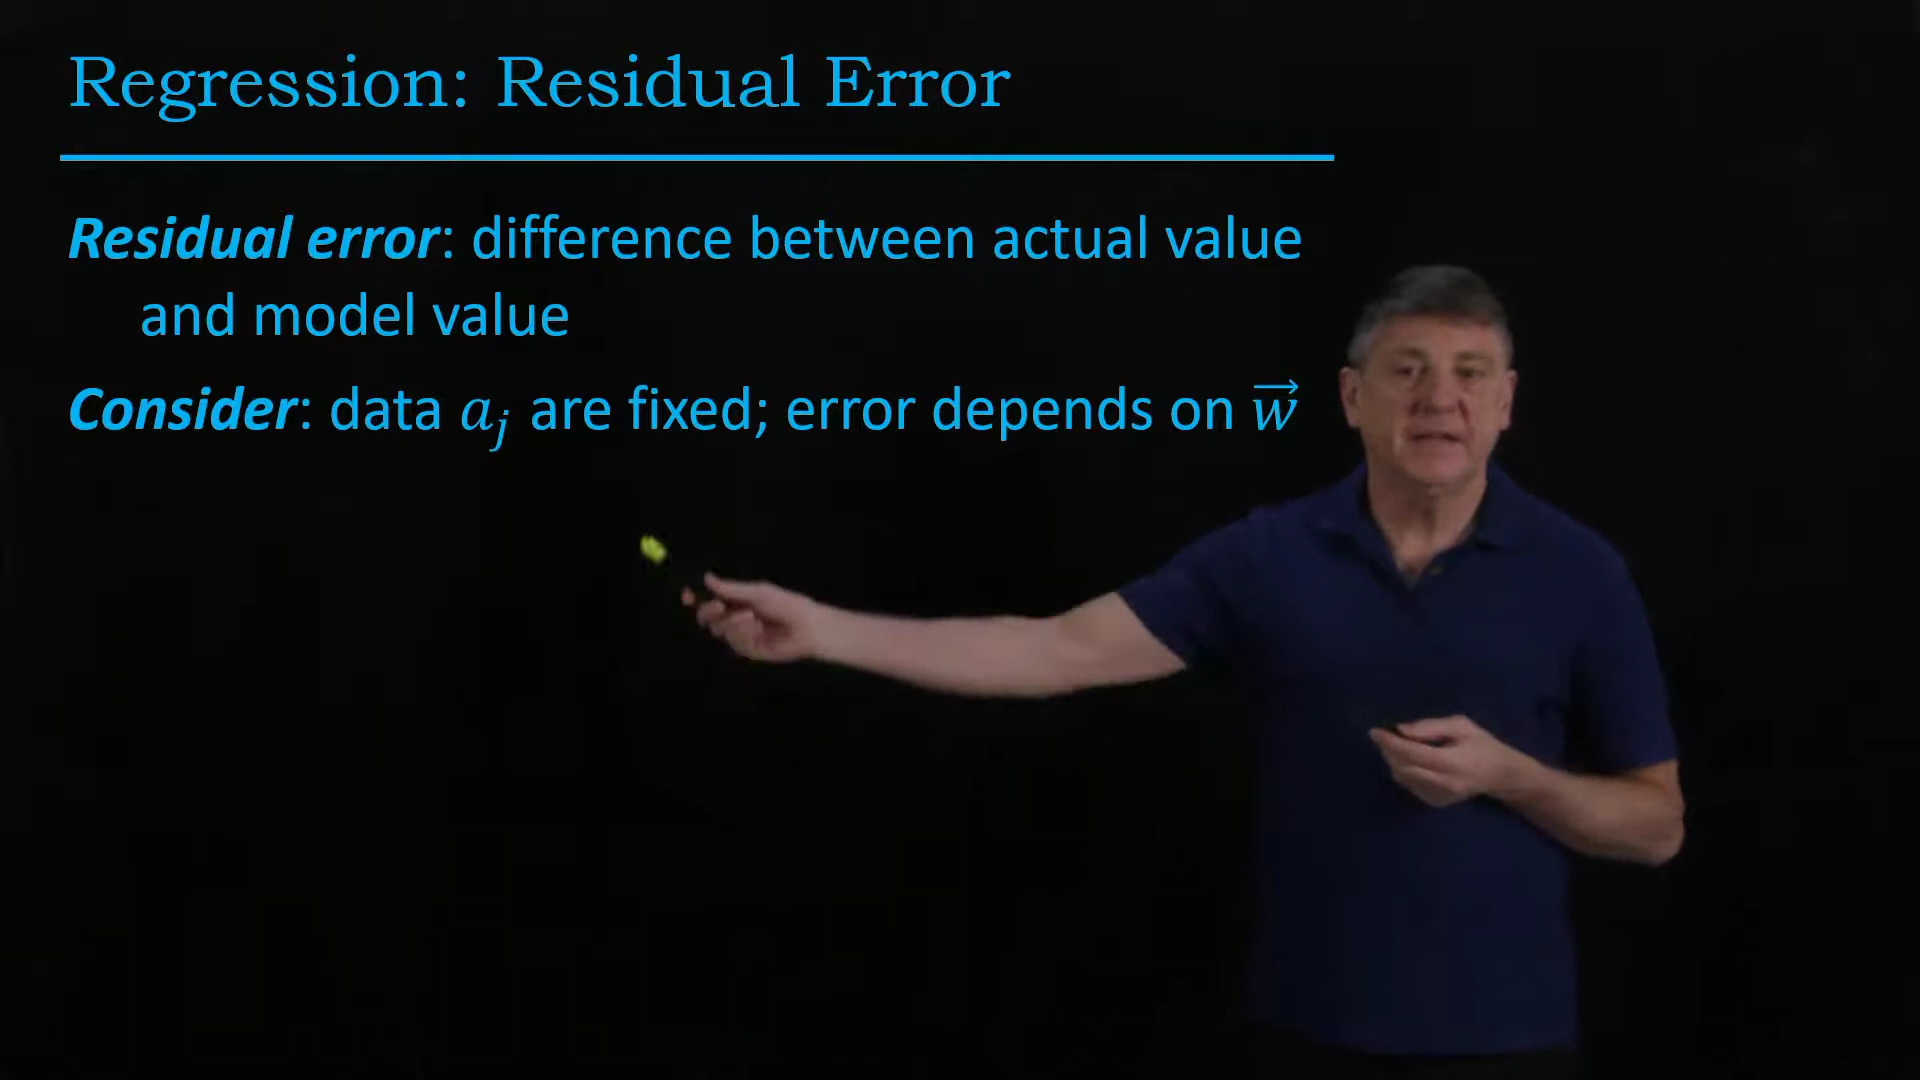 Regression: Residual Error
Residual error: difference between actual value
and model value
Consider: data $a_j$ are fixed; error depends on $\vec{w}$